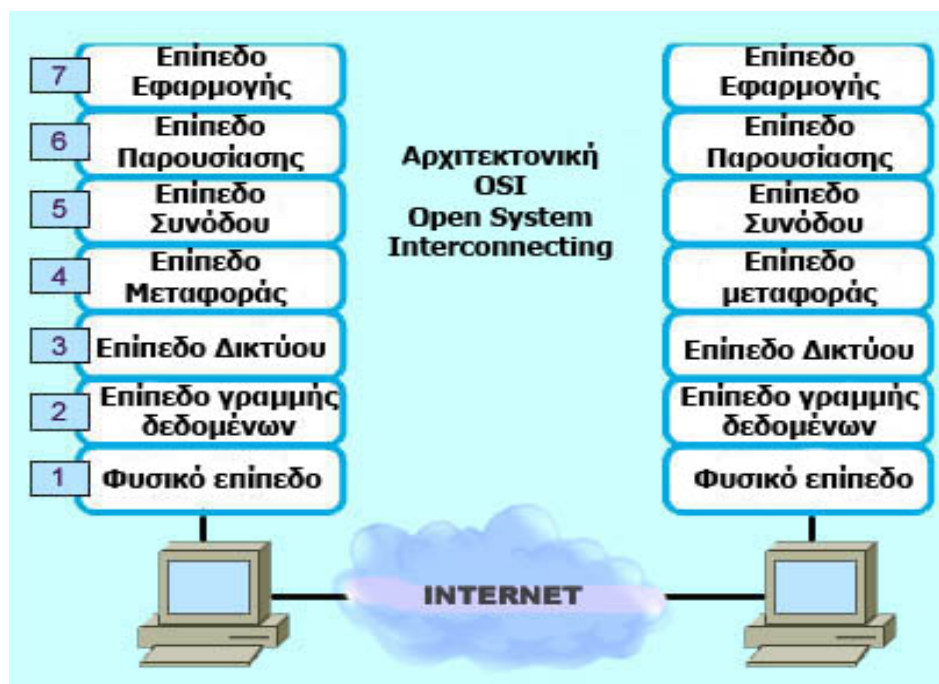 7
Επίπεδο
Εφαρμογής
6
Επίπεδο
Παρουσίασης
5
Επίπεδο
Συνόδου
4
Επίπεδο
Μεταφοράς
3
Επίπεδο Δικτύου
2
Επίπεδο γραμμής
δεδομένων
1
Φυσικό επίπεδο
Αρχιτεκτονική
OSI
Open System
Interconnecting
Επίπεδο
Εφαρμογής
Επίπεδο
Παρουσίασης
Επίπεδο
Συνόδου
Επίπεδο
μεταφοράς
Επίπεδο Δικτύου
Επίπεδο γραμμής
δεδομένων
Φυσικό επίπεδο
INTERNET